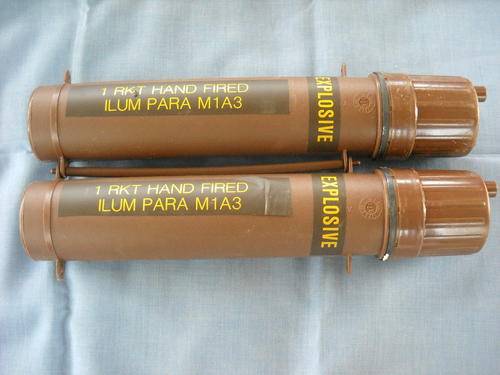 1 RKT HAND FIRED
ILUM PARA M1A3
EXPLOSIVE
1 RKT HAND FIRED
ILUM PARA M1A3
EXPLOSIVE